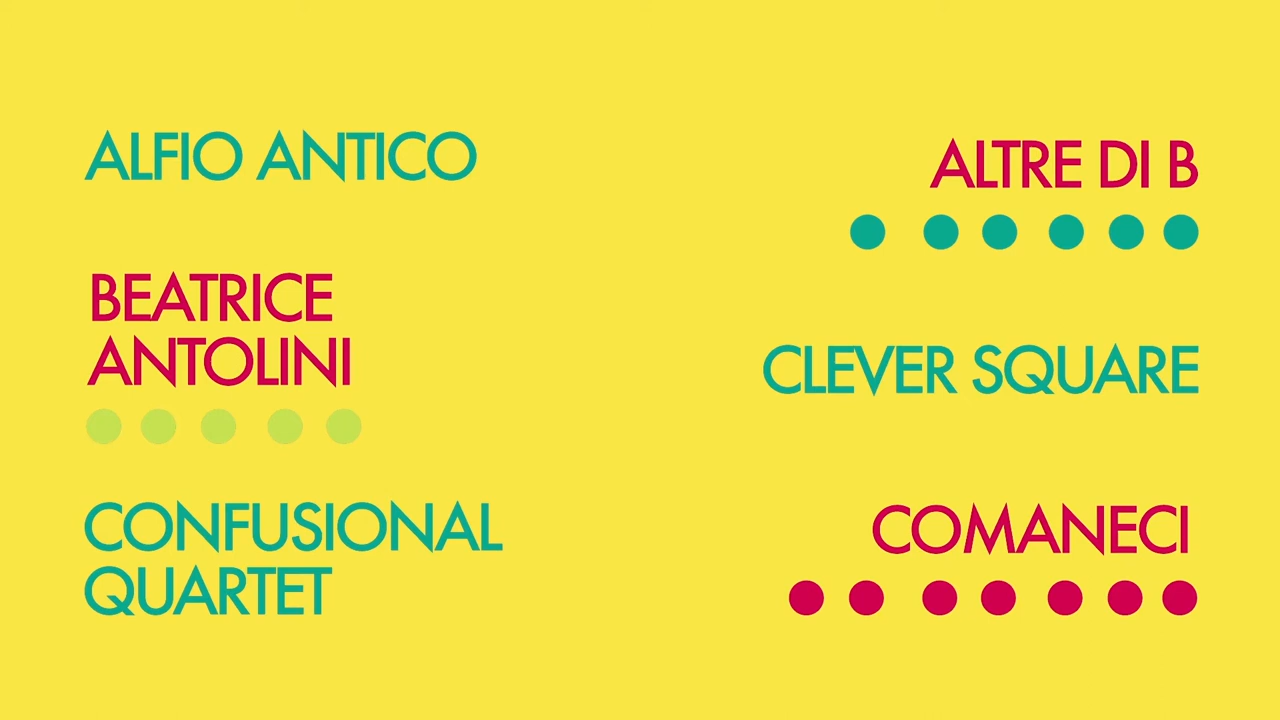 ALFIO ANTICO
BEATRICE
ANTOLINI
CONFUSIONAL
QUARTET
ALTRE DI B
CLEVER SQUARE
COMANECI